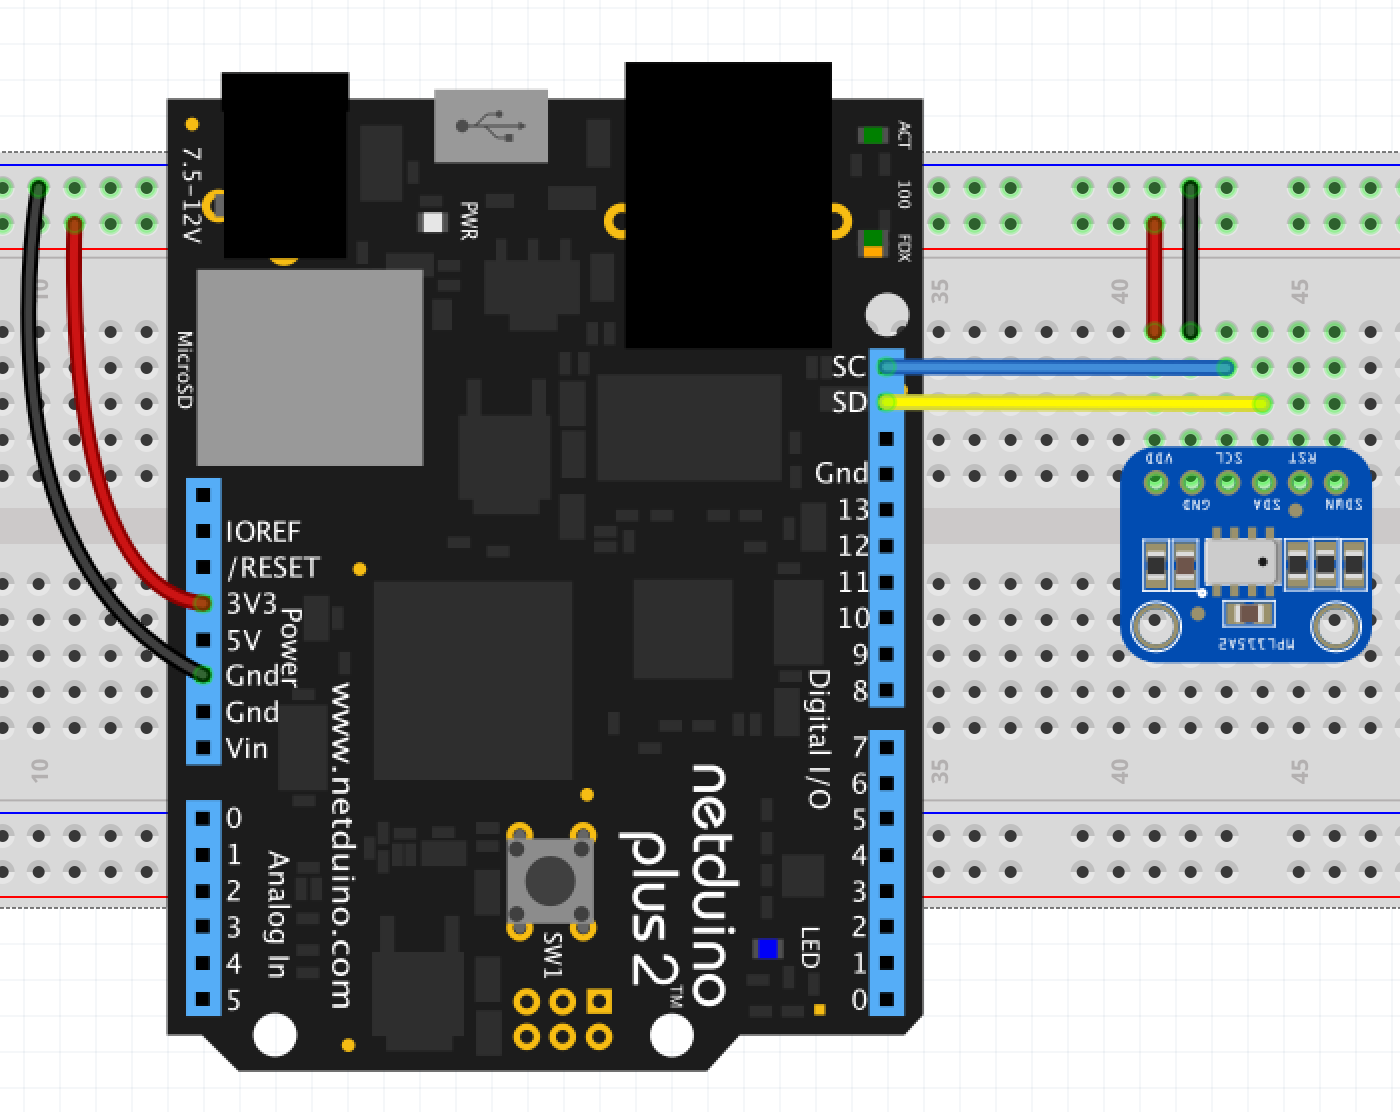 7.5-12V
PWR
ACT
100
FDX
10
35
40
45
MicroSD
SC
SD
Gnd
13
12
11
10
9
8
IOREF
/RESET
3V3
5V
Gnd
Gnd
Vin
Power
Digital I/O
VDD
SCL
RST
GND
SDA
SDWN
MPL115A2
7
6
5
4
3
2
1
0
10
35
40
45
0
1
2
3
4
5
Analog In
www.netduino.com
netduino
plus 2™
SW1
LED